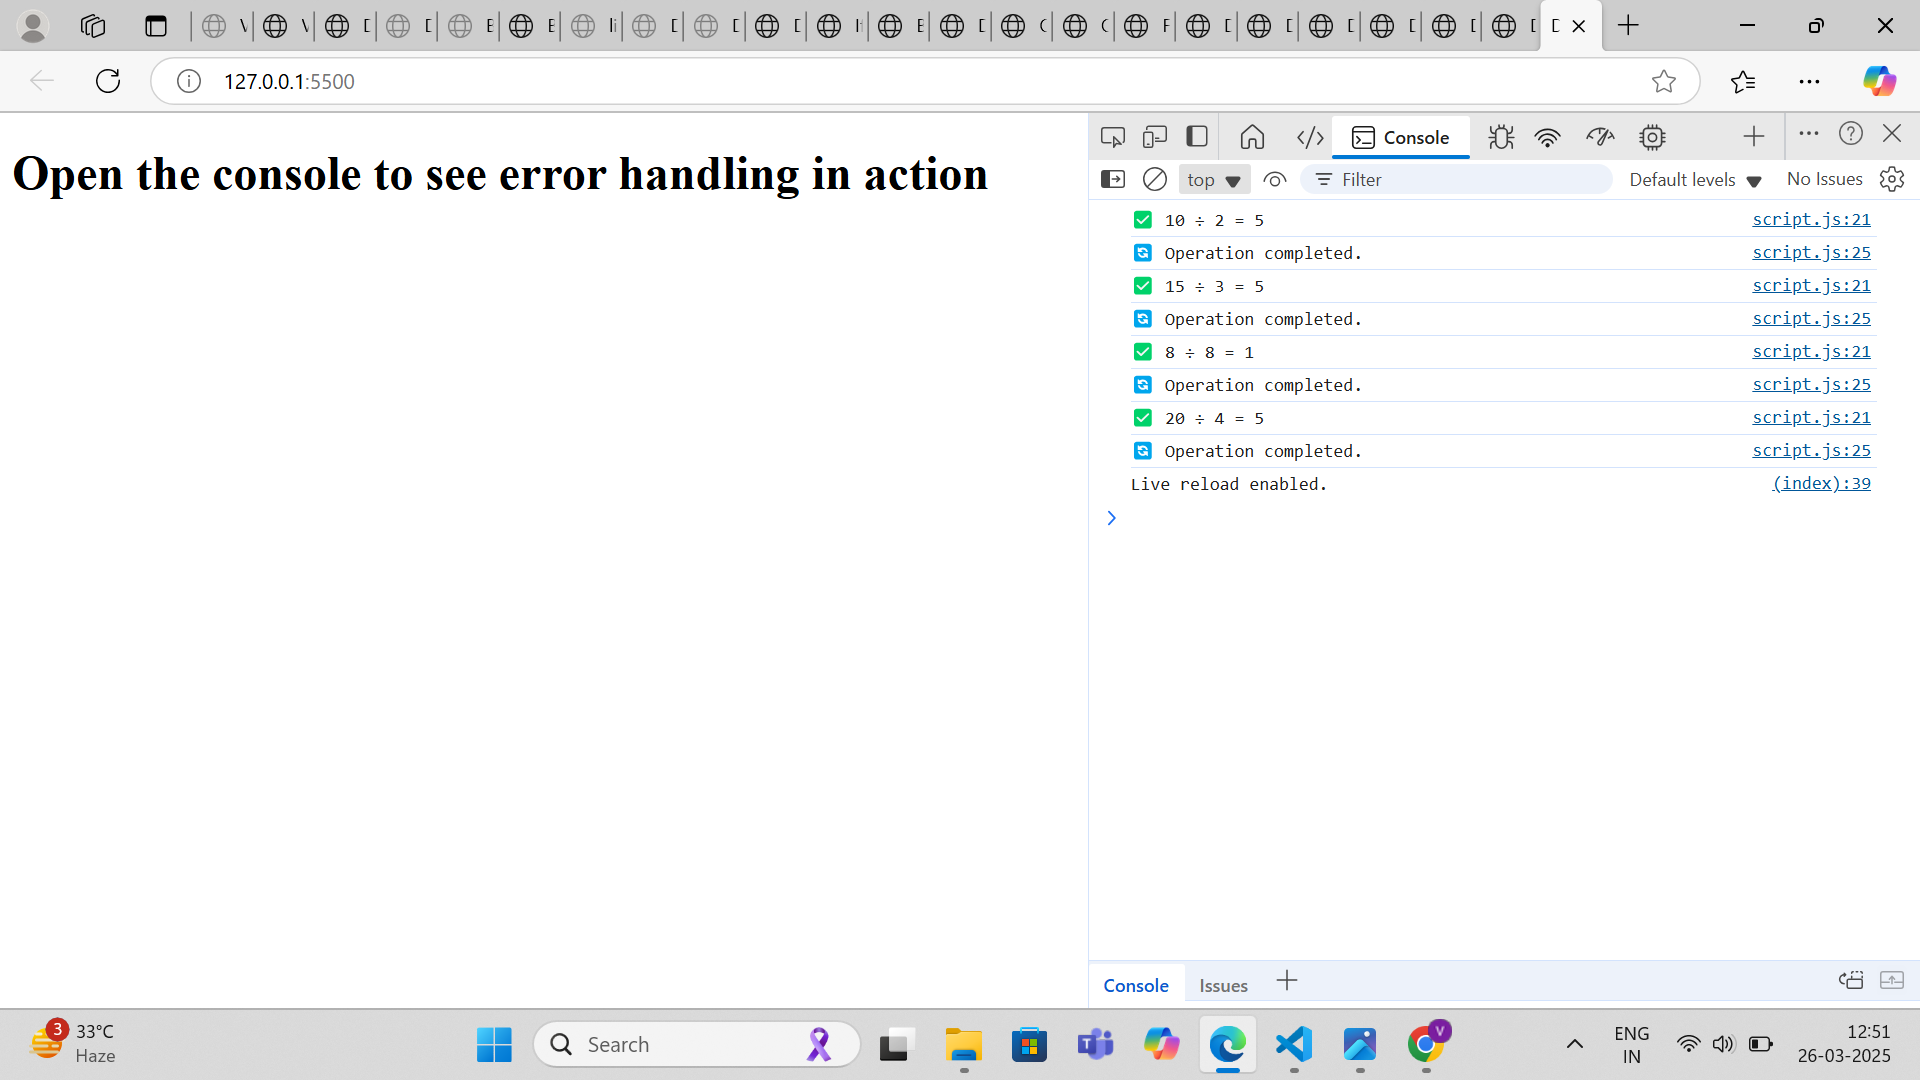 127.0.0.1:5500
Open the console to see error handling in action
Console
top
Filter
Default levels
No Issues
10 ÷ 2 = 5 script.js:21
Operation completed. script.js:25
15 ÷ 3 = 5 script.js:21
Operation completed. script.js:25
8 ÷ 8 = 1 script.js:21
Operation completed. script.js:25
20 ÷ 4 = 5 script.js:21
Operation completed. script.js:25
Live reload enabled. (index):39
Console Issues
3
33°C
Haze
Search
V
ENG
IN
12:51
26-03-2025